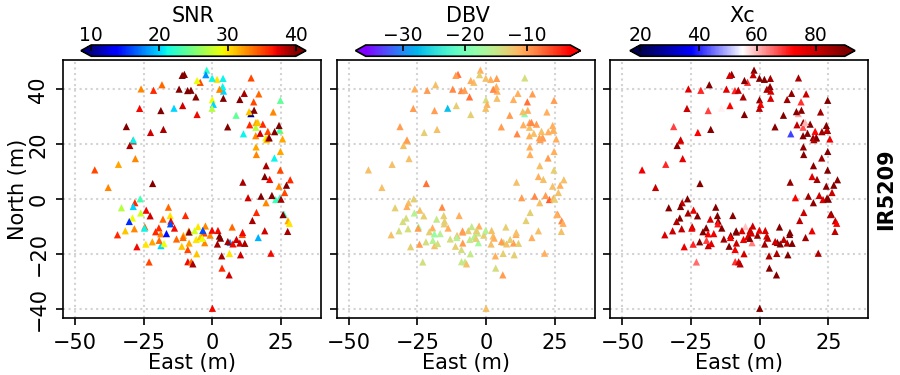 SNR DBV Xc
10 20 30 40 −30 −20 −10 20 40 60 80
40
20
0
−20
−40
North (m)
IR5209
−50 −25 0 25 −50 −25 0 25 −50 −25 0 25
East (m) East (m) East (m)